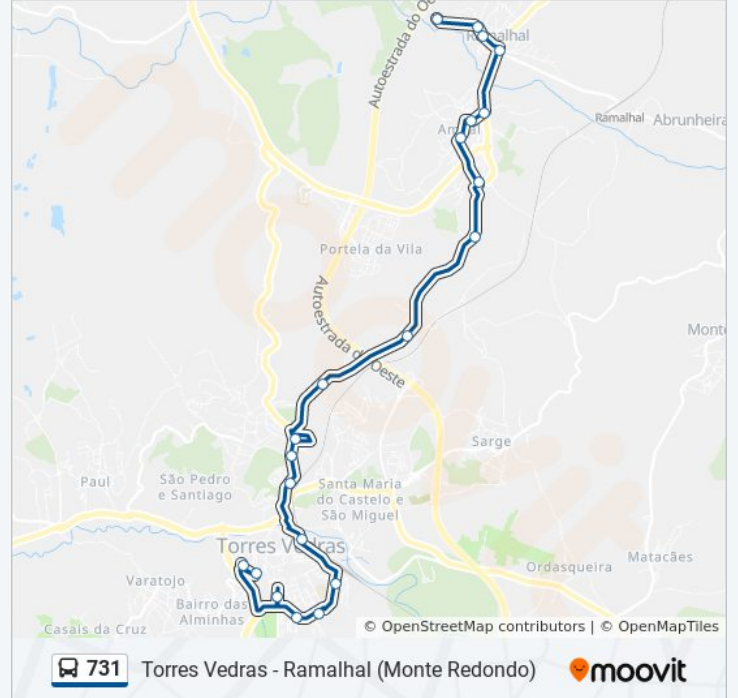 Autoestrada do Oe
Ramalhal
Ramalhal
Abrunheira
Portela da Vila
Autoestrada do Oeste
Monte
Sarge
Paul
São Pedro
e Santiago
Santa Maria
do Castelo e
São Miguel
Torres Vedras
Ordasqueira
Matacães
Varatojo
Bairro das
Alminhas
Casais da Cruz
© OpenStreetMap contributors | © OpenMapTiles
731 Torres Vedras - Ramalhal (Monte Redondo) moovit
moovit